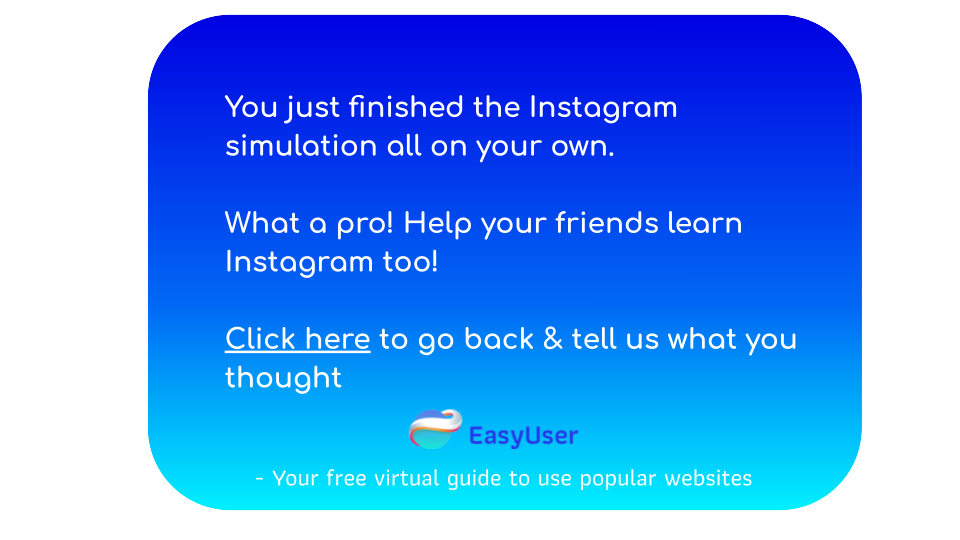 You just finished the Instagram
simulation all on your own.
What a pro! Help your friends learn
Instagram too!
Click here to go back & tell us what you
thought
EasyUser
- Your free virtual guide to use popular websites